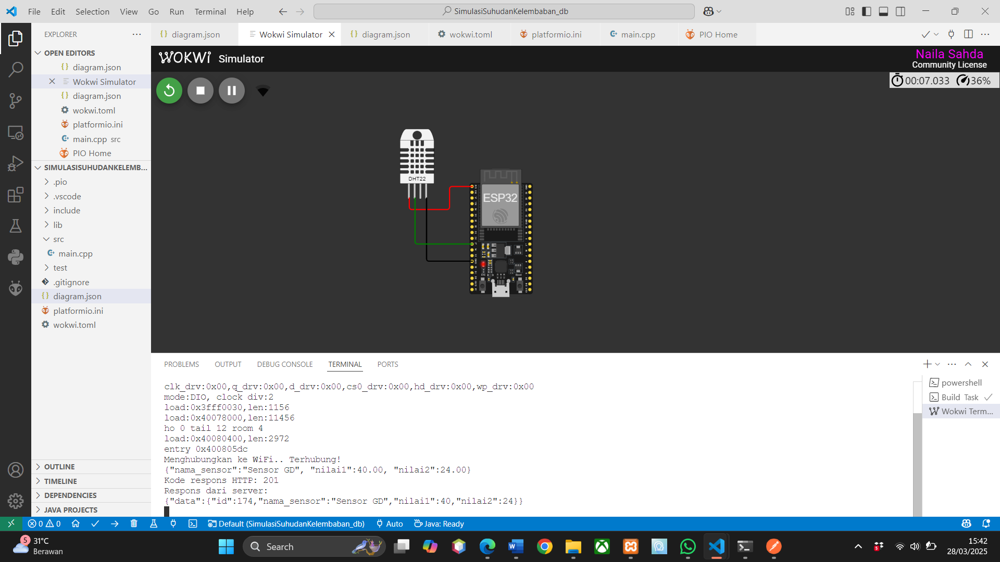 File Edit Selection View Go Run Terminal Help
SimulasiSuhudanKelembaban_db
EXPLORER
OPEN EDITORS
diagram.json
Wokwi Simulator
diagram.json
wokwi.toml
platformio.ini
main.cpp src
PIO Home
SIMULASISUHUDANKELEMB...
.pio
.vscode
include
lib
src
main.cpp
test
.gitignore
diagram.json
platformio.ini
wokwi.toml
OUTLINE
TIMELINE
DEPENDENCIES
JAVA PROJECTS
diagram.json Wokwi Simulator diagram.json wokwi.toml platformio.ini main.cpp PIO Home
WOKWi Simulator
Naila Sahda
Community License
00:07.033 36%
DHT22
ESP32
EN
Boot
PROBLEMS OUTPUT DEBUG CONSOLE TERMINAL PORTS
clk_drv:0x00,q_drv:0x00,d_drv:0x00,cs0_drv:0x00,hd_drv:0x00,wp_drv:0x00
mode:DIO, clock div:2
load:0x3fff0030,len:1156
load:0x40078000,len:11456
ho 0 tail 12 room 4
load:0x40080400,len:2972
entry 0x400805dc
Menghubungkan ke WiFi.. Terhubung!
{"nama_sensor":"Sensor GD", "nilai1":40.00, "nilai2":24.00}
Kode respons HTTP: 201
Respons dari server:
{"data":{"id":174,"nama_sensor":"Sensor GD","nilai1":40,"nilai2":24}}
powershell
Build Task
Wokwi Term...
0 0 Default (SimulasiSuhudanKelembaban_db) Auto Java: Ready
5
31°C
Berawan
Search
15:42
28/03/2025